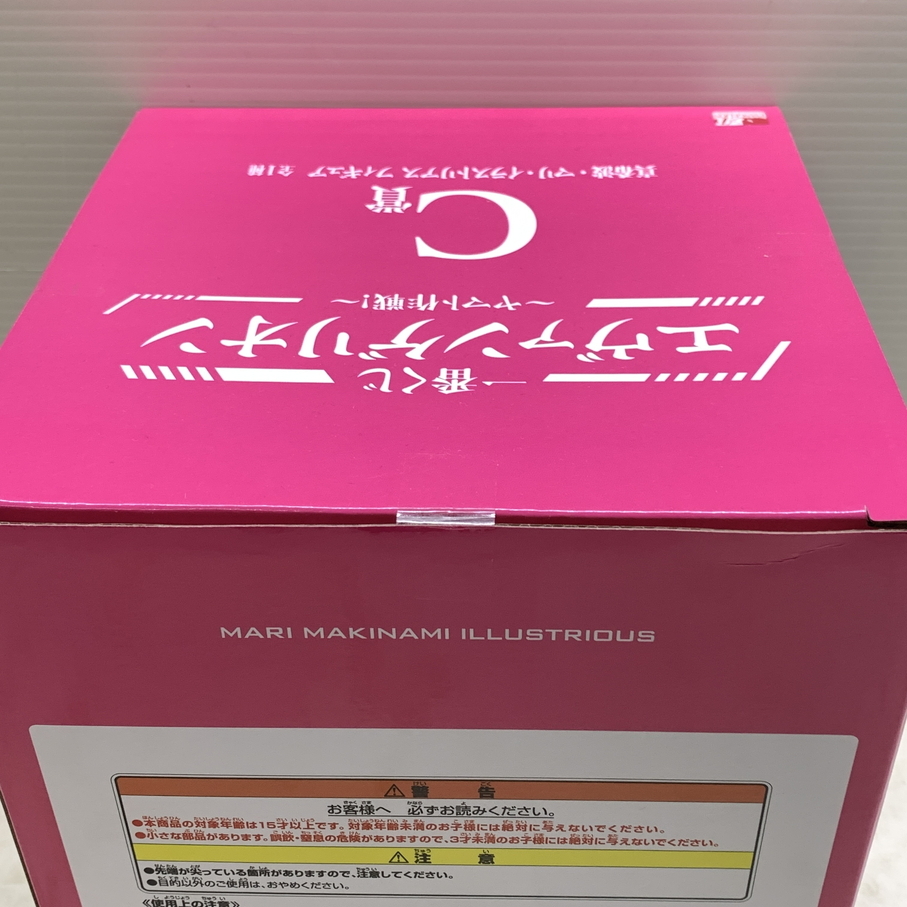 一番くじ
エヴァンゲリオン
～ヤマト作戦!～
C賞
真希波・マリ・イラストリアス フィギュア 全1種
MARI MAKINAMI ILLUSTRIOUS
⚠警告
お客様へ 必ずお読みください。
●本商品の対象年齢は15才以上です。対象年齢未満のお子様には絶対に与えないでください。
●小さな部品があります。誤飲・窒息の危険がありますので、3才未満のお子様には絶対に与えないでください。
⚠注意
●先端が尖っている箇所がありますので、注意してください。
●目的以外のご使用は、おやめください。
《使用上の注意》